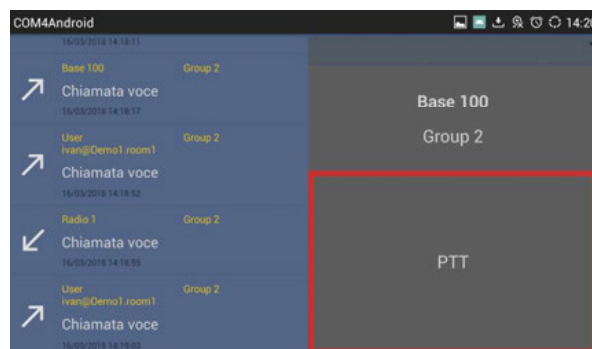 COM4Android
14:20
16/03/2018 14:18:11
Base 100 Group 2
Chiamata voce
16/03/2018 14:18:17
User Group 2
ivan@Demo1.room1
Chiamata voce
16/03/2018 14:18:52
Radio 1 Group 2
Chiamata voce
16/03/2018 14:18:55
User Group 2
ivan@Demo1.room1
Chiamata voce
16/03/2018 14:19:03
Base 100
Group 2
PTT